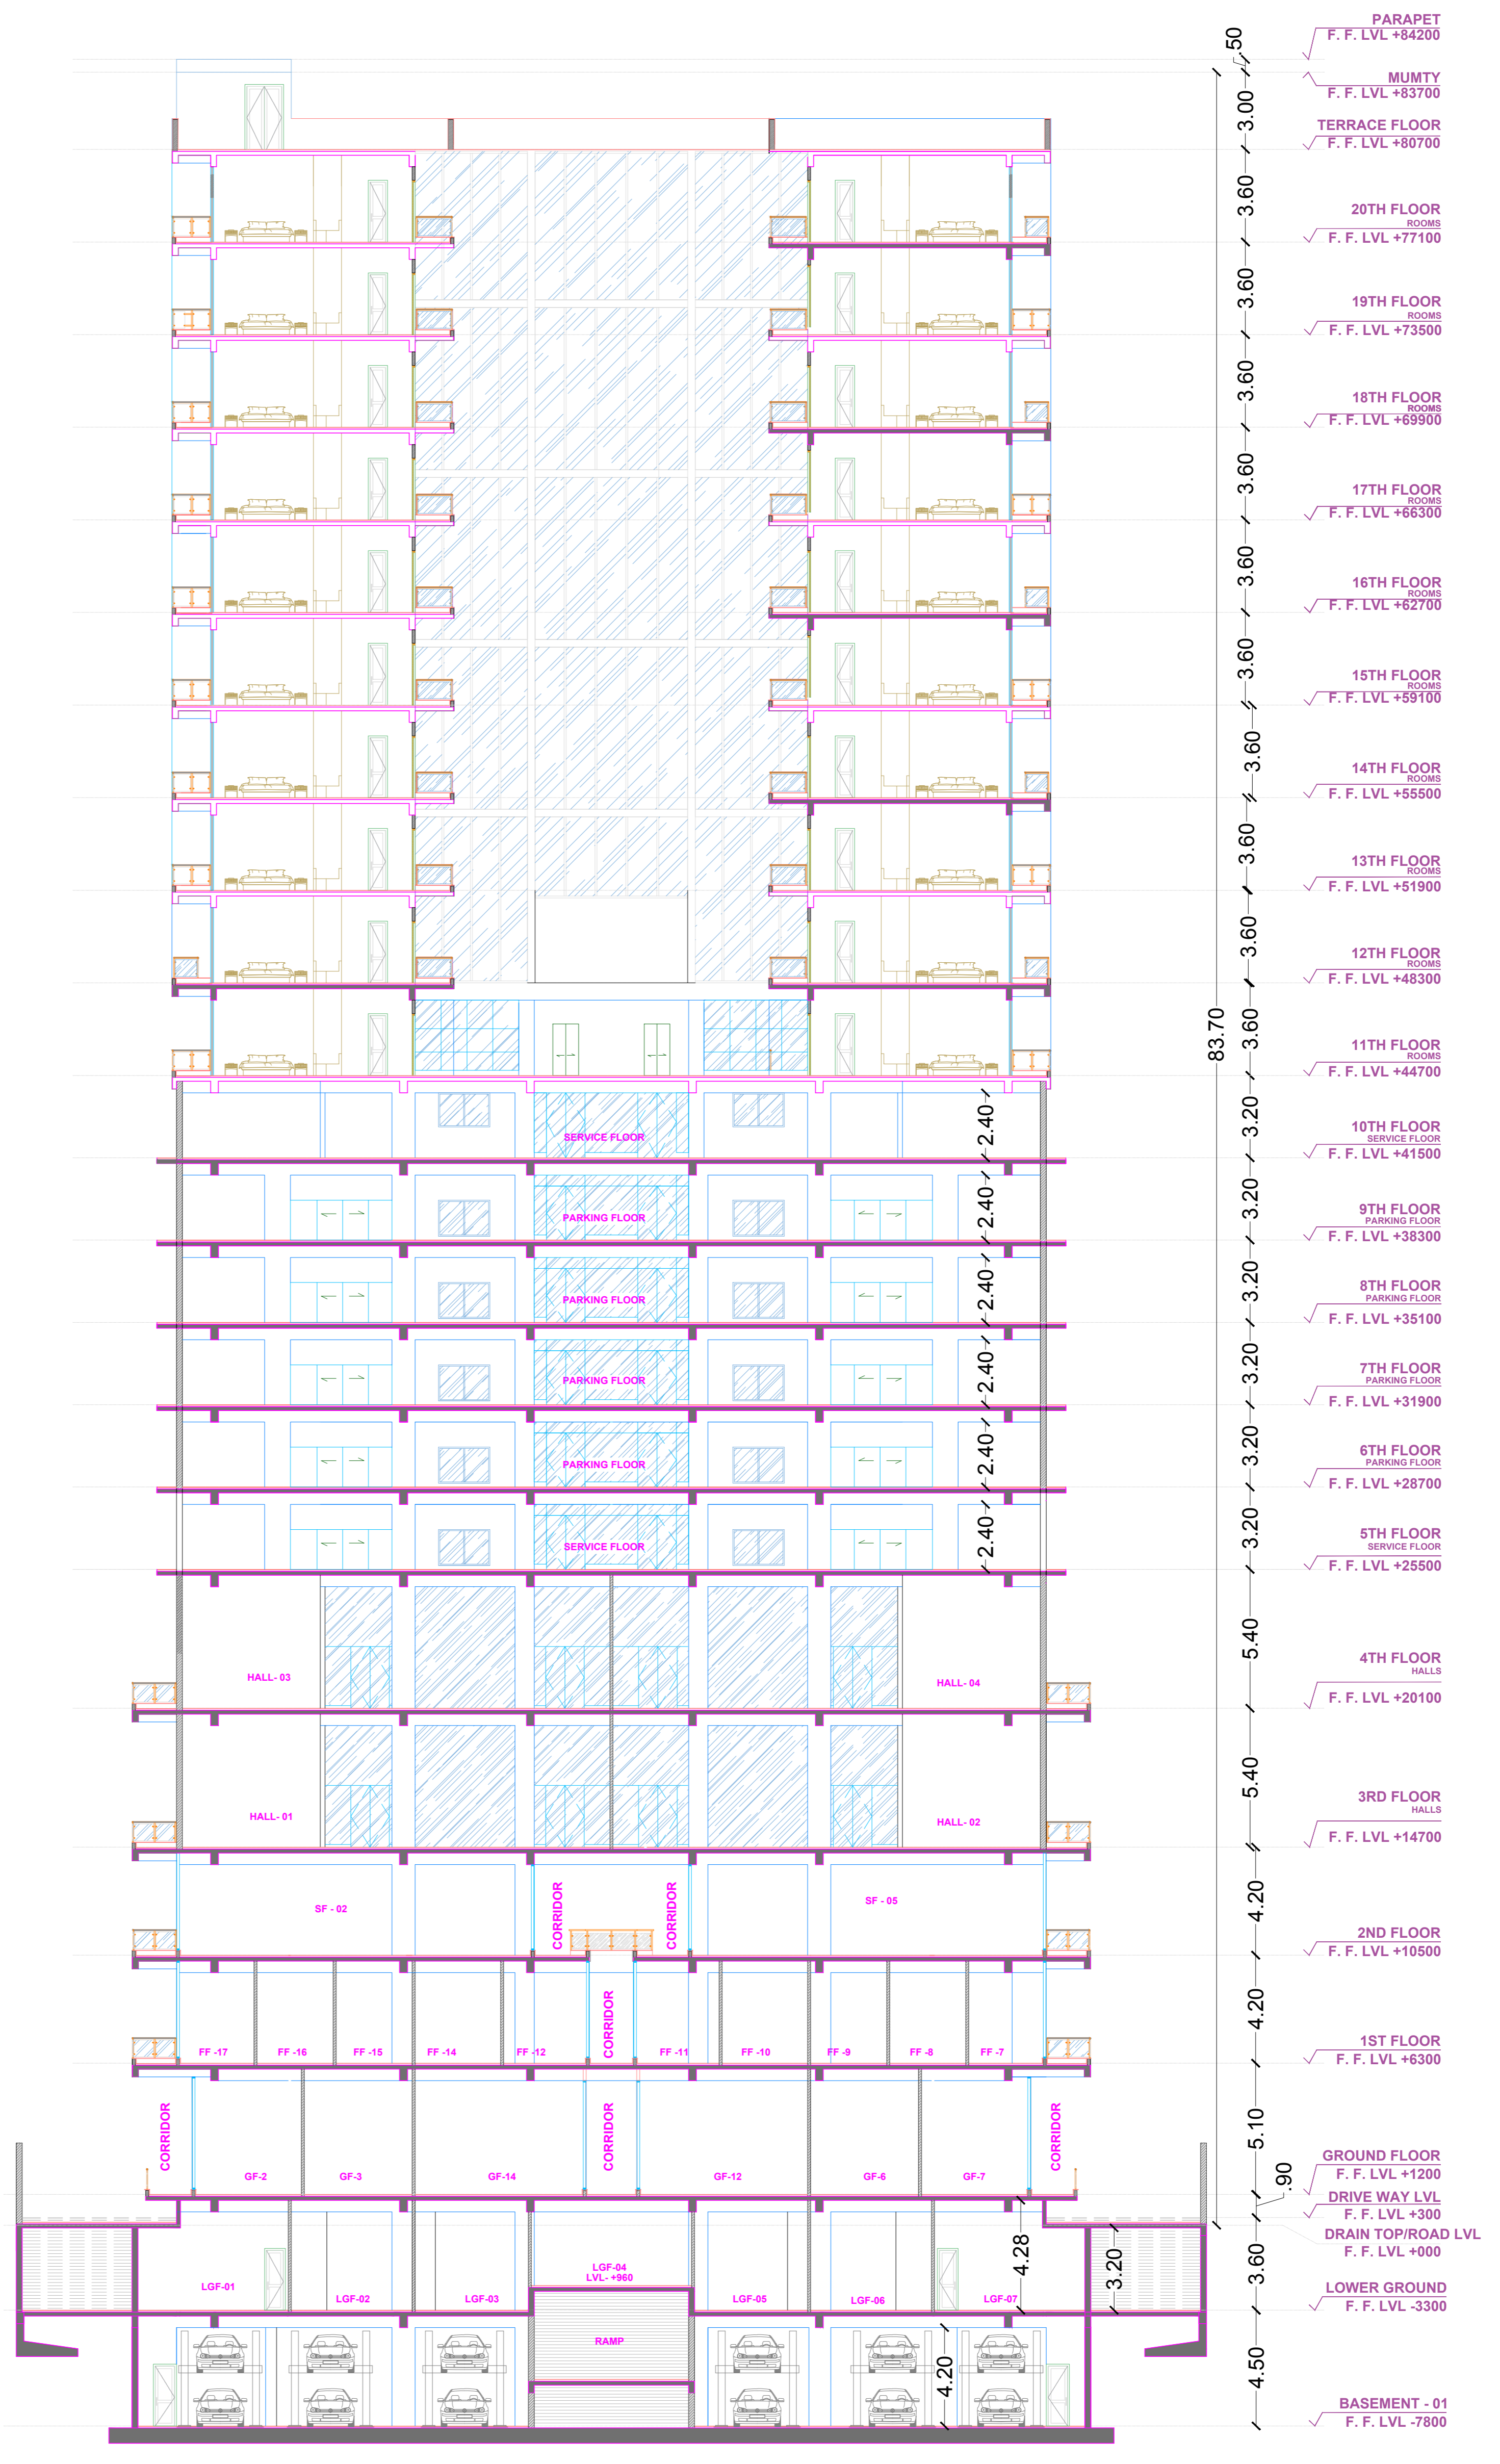 PARAPET
F. F. LVL +84200
.50
MUMTY
F. F. LVL +83700
3.00
TERRACE FLOOR
F. F. LVL +80700
3.60
20TH FLOOR
ROOMS
F. F. LVL +77100
3.60
19TH FLOOR
ROOMS
F. F. LVL +73500
3.60
18TH FLOOR
ROOMS
F. F. LVL +69900
3.60
17TH FLOOR
ROOMS
F. F. LVL +66300
3.60
16TH FLOOR
ROOMS
F. F. LVL +62700
3.60
15TH FLOOR
ROOMS
F. F. LVL +59100
3.60
14TH FLOOR
ROOMS
F. F. LVL +55500
3.60
13TH FLOOR
ROOMS
F. F. LVL +51900
3.60
12TH FLOOR
ROOMS
F. F. LVL +48300
83.70
3.60
11TH FLOOR
ROOMS
F. F. LVL +44700
SERVICE FLOOR
2.40
3.20
10TH FLOOR
SERVICE FLOOR
F. F. LVL +41500
PARKING FLOOR
2.40
3.20
9TH FLOOR
PARKING FLOOR
F. F. LVL +38300
PARKING FLOOR
2.40
3.20
8TH FLOOR
PARKING FLOOR
F. F. LVL +35100
PARKING FLOOR
2.40
3.20
7TH FLOOR
PARKING FLOOR
F. F. LVL +31900
PARKING FLOOR
2.40
3.20
6TH FLOOR
PARKING FLOOR
F. F. LVL +28700
SERVICE FLOOR
2.40
3.20
5TH FLOOR
SERVICE FLOOR
F. F. LVL +25500
HALL- 03
HALL- 04
5.40
4TH FLOOR
HALLS
F. F. LVL +20100
HALL- 01
HALL- 02
5.40
3RD FLOOR
HALLS
F. F. LVL +14700
SF - 02
CORRIDOR
CORRIDOR
SF - 05
4.20
2ND FLOOR
F. F. LVL +10500
FF -17
FF -16
FF -15
FF -14
FF -12
CORRIDOR
FF -11
FF -10
FF -9
FF -8
FF -7
4.20
1ST FLOOR
F. F. LVL +6300
CORRIDOR
GF-2
GF-3
GF-14
CORRIDOR
GF-12
GF-6
GF-7
CORRIDOR
5.10
GROUND FLOOR
F. F. LVL +1200
.90
DRIVE WAY LVL
F. F. LVL +300
DRAIN TOP/ROAD LVL
F. F. LVL +000
LGF-01
LGF-02
LGF-03
LGF-04
LVL- +960
LGF-05
LGF-06
LGF-07
4.28
3.20
3.60
LOWER GROUND
F. F. LVL -3300
RAMP
4.20
4.50
BASEMENT - 01
F. F. LVL -7800